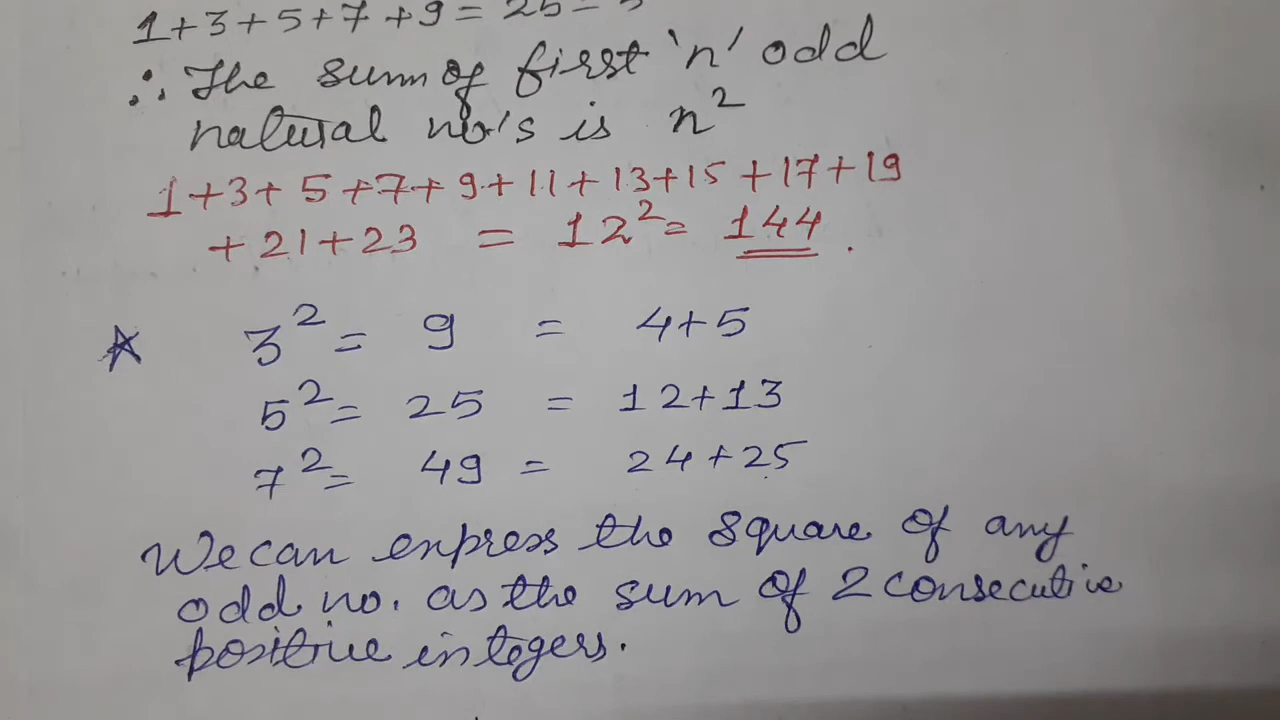 1+3+5+7+9 = 25 =
∴ The sum of first 'n' odd
natural no's is n²
1+3+5+7+9+11+13+15+17+19
+21+23 = 12² = 144.
☆ 3² = 9 = 4+5
5² = 25 = 12+13
7² = 49 = 24+25
We can express the square of any
odd no. as the sum of 2 consecutive
positive integers.